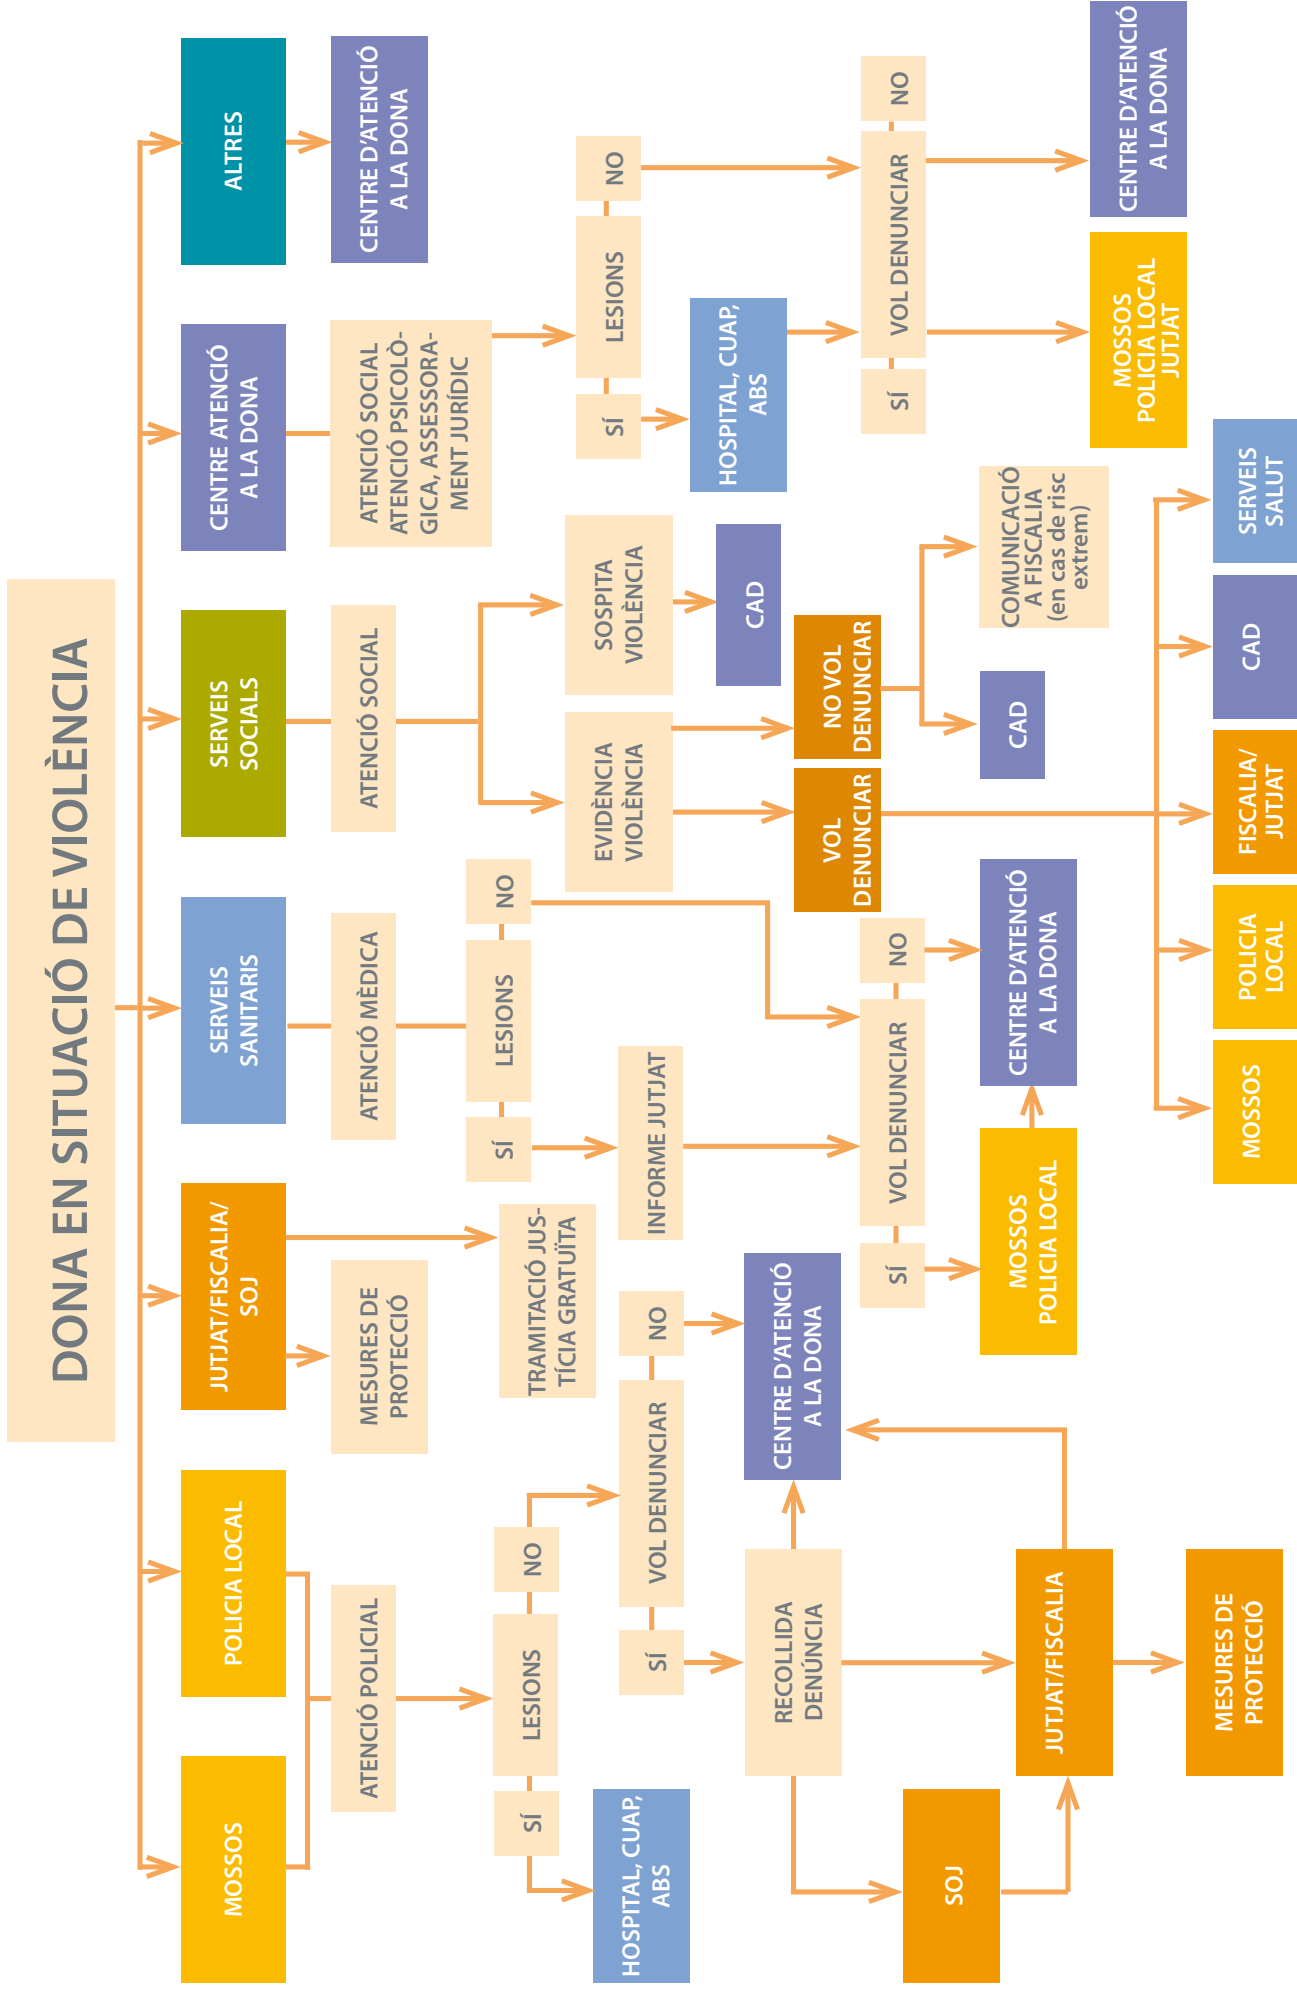 DONA EN SITUACIÓ DE VIOLÈNCIA
MOSSOS
POLICIA LOCAL
JUTJAT/FISCALIA/
SOJ
SERVEIS
SANITARIS
SERVEIS
SOCIALS
CENTRE ATENCIÓ
A LA DONA
ALTRES
ATENCIÓ POLICIAL
MESURES DE
PROTECCIÓ
ATENCIÓ MÈDICA
ATENCIÓ SOCIAL
ATENCIÓ SOCIAL
ATENCIÓ PSICOLÒ-
GICA, ASSESSORA-
MENT JURÍDIC
CENTRE D'ATENCIÓ
A LA DONA
SÍ
LESIONS
NO
TRAMITACIÓ JUS-
TÍCIA GRATUÏTA
SÍ
LESIONS
NO
EVIDÈNCIA
VIOLÈNCIA
SOSPITA
VIOLÈNCIA
SÍ
LESIONS
NO
HOSPITAL, CUAP,
ABS
SÍ
VOL DENUNCIAR
NO
INFORME JUTJAT
CAD
HOSPITAL, CUAP,
ABS
RECOLLIDA
DENÚNCIA
CENTRE D'ATENCIÓ
A LA DONA
VOL
DENUNCIAR
NO VOL
DENUNCIAR
SÍ
VOL DENUNCIAR
NO
SÍ
VOL DENUNCIAR
NO
SOJ
MOSSOS
POLICIA LOCAL
CENTRE D'ATENCIÓ
A LA DONA
CAD
COMUNICACIÓ
A FISCALIA
(en cas de risc
extrem)
JUTJAT/FISCALIA
MOSSOS
POLICIA LOCAL
JUTJAT
CENTRE D'ATENCIÓ
A LA DONA
MESURES DE
PROTECCIÓ
MOSSOS
POLICIA
LOCAL
FISCALIA/
JUTJAT
CAD
SERVEIS
SALUT